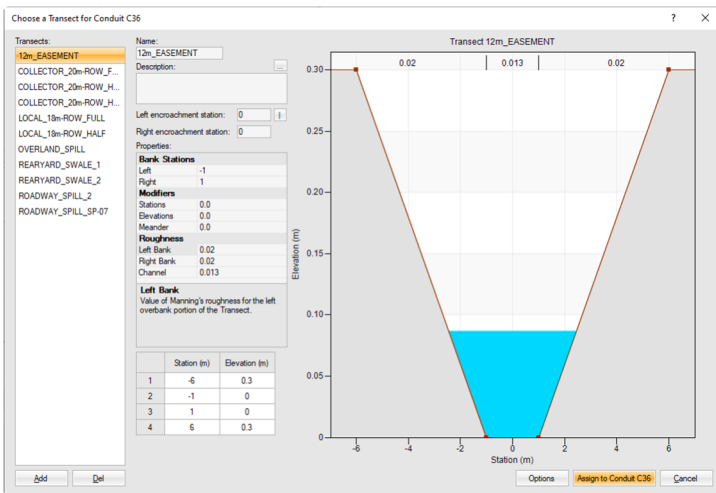 Choose a Transect for Conduit C36
? X
Transects:
12m_EASEMENT
COLLECTOR_20m-ROW_F...
COLLECTOR_20m-ROW_H...
COLLECTOR_20m-ROW_H...
LOCAL_18m-ROW_FULL
LOCAL_18m-ROW_HALF
OVERLAND_SPILL
REARYARD_SWALE_1
REARYARD_SWALE_2
ROADWAY_SPILL_2
ROADWAY_SPILL_SP-07
Add Del
Name:
12m_EASEMENT
Description:
...
Left encroachment station: 0
Right encroachment station: 0
Properties:
Bank Stations
Left -1
Right 1
Modifiers
Stations 0.0
Elevations 0.0
Meander 0.0
Roughness
Left Bank 0.02
Right Bank 0.02
Channel 0.013
Left Bank
Value of Manning's roughness for the left
overbank portion of the Transect.
Station (m) Elevation (m)
1 -6 0.3
2 -1 0
3 1 0
4 6 0.3
Transect 12m_EASEMENT
0.02 0.013 0.02
0.30
0.25
0.20
0.15
0.10
0.05
0
Elevation (m)
-6 -4 -2 0 2 4 6
Station (m)
Options Assign to Conduit C36 Cancel